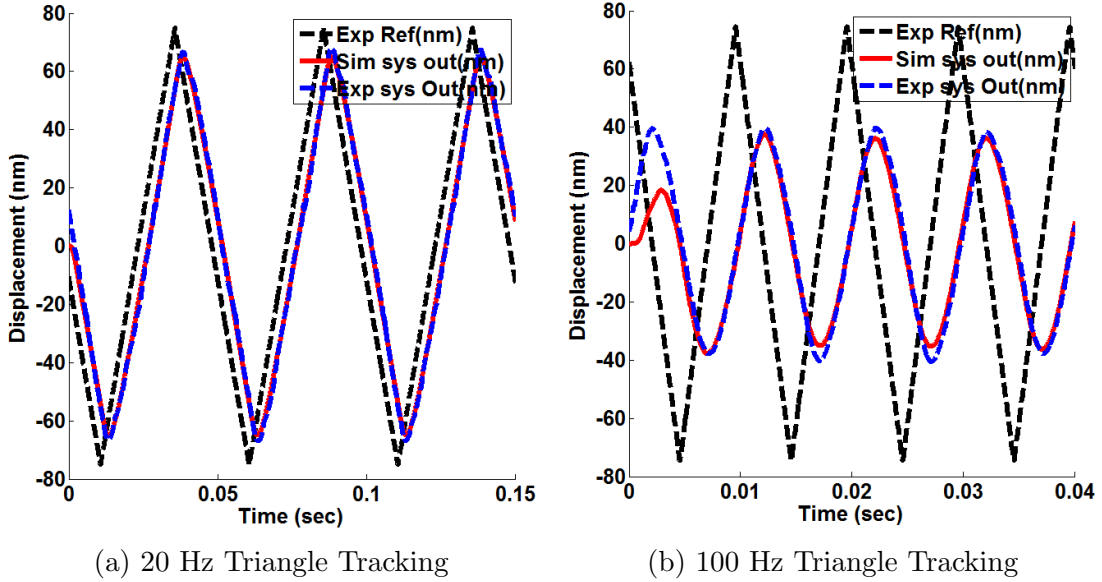 80
60
40
20
0
-20
-40
-60
-80
Displacement (nm)
0
0.05
0.1
0.15
Time (sec)
Exp Ref(nm)
Sim sys out(nm)
Exp sys Out(nm)
(a) 20 Hz Triangle Tracking
80
60
40
20
0
-20
-40
-60
-80
Displacement (nm)
0
0.01
0.02
0.03
0.04
Time (sec)
Exp Ref(nm)
Sim sys out(nm)
Exp sys Out(nm)
(b) 100 Hz Triangle Tracking